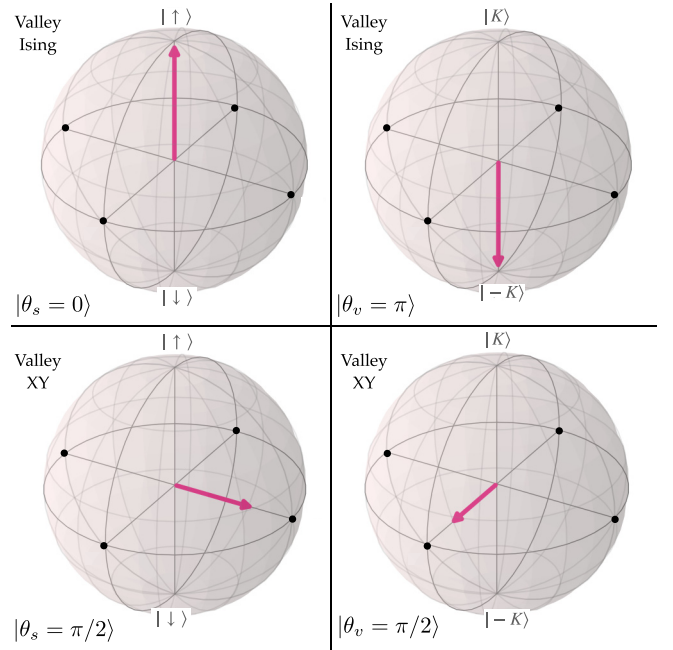 Valley
Ising
| ↑ ⟩
| ↓ ⟩
|θ_s = 0⟩
Valley
Ising
|K⟩
| − K⟩
|θ_v = π⟩
Valley
XY
| ↑ ⟩
| ↓ ⟩
|θ_s = π/2⟩
Valley
XY
|K⟩
| − K⟩
|θ_v = π/2⟩